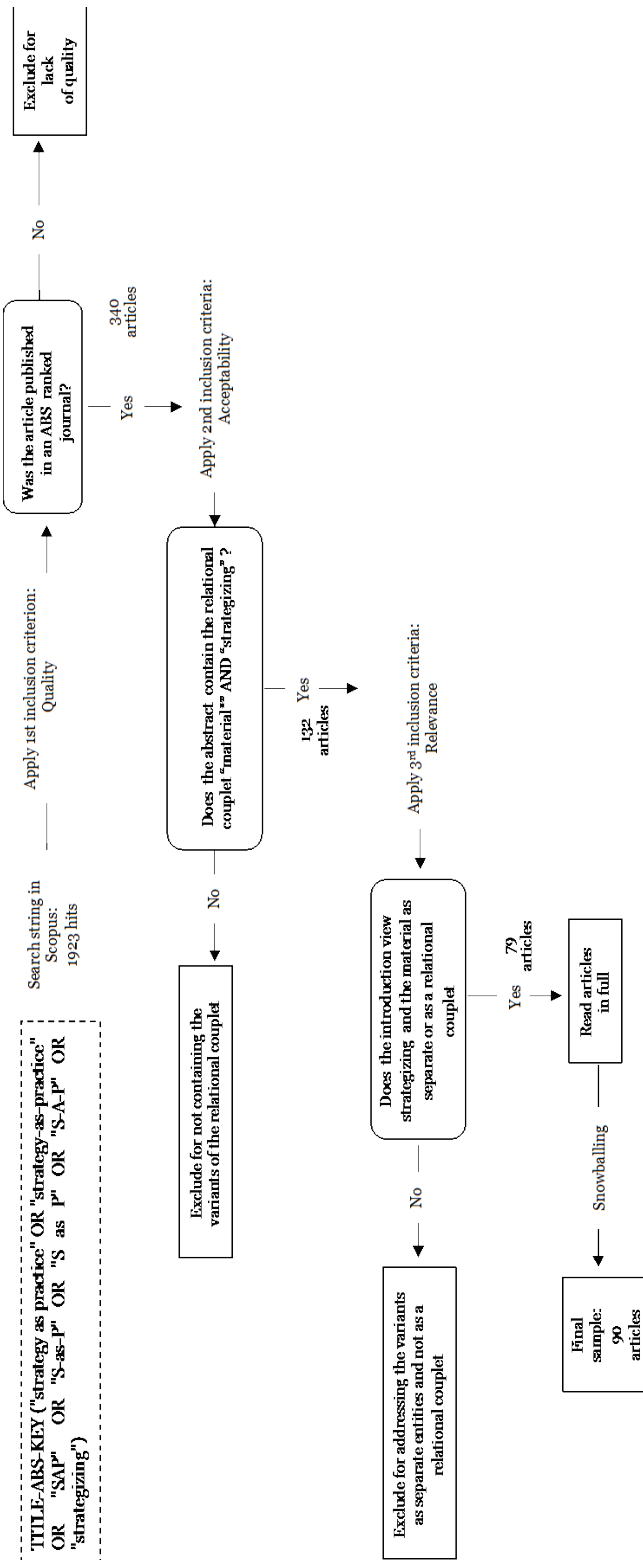 TITLE-ABS-KEY ("strategy as practice" OR "strategy-as-practice"
OR "SAP" OR "S-as-P" OR "S as P" OR "S-A-P" OR
"strategizing")
Search string in
Scopus:
1923 hits
Apply 1st inclusion criterion:
Quality
Was the article published
in an ABS ranked
journal?
No
Exclude for
lack
of quality
Yes
340
articles
Apply 2nd inclusion criteria:
Acceptability
Does the abstract contain the relational
couplet "material*" AND "strategizing" ?
No
Exclude for not containing the
variants of the relational couplet
Yes
132
articles
Apply 3rd inclusion criteria:
Relevance
Does the introduction view
strategizing and the material as
separate or as a relational
couplet
No
Exclude for addressing the variants
as separate entities and not as a
relational couplet
Yes
79
articles
Read articles
in full
Snowballing
Final
sample:
90
articles